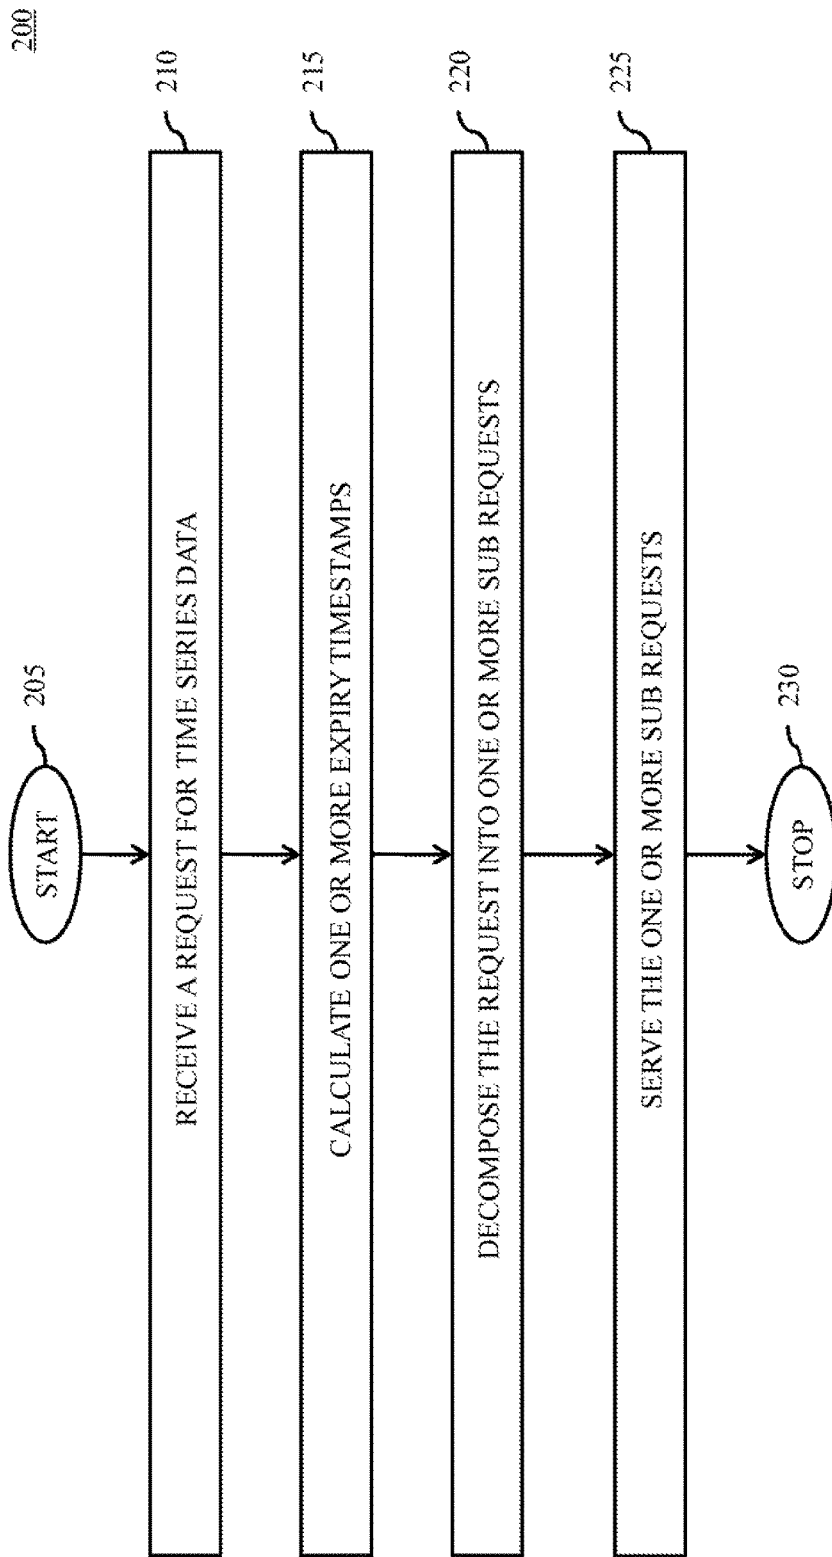 200
START
205
RECEIVE A REQUEST FOR TIME SERIES DATA
210
CALCULATE ONE OR MORE EXPIRY TIMESTAMPS
215
DECOMPOSE THE REQUEST INTO ONE OR MORE SUB REQUESTS
220
SERVE THE ONE OR MORE SUB REQUESTS
225
STOP
230